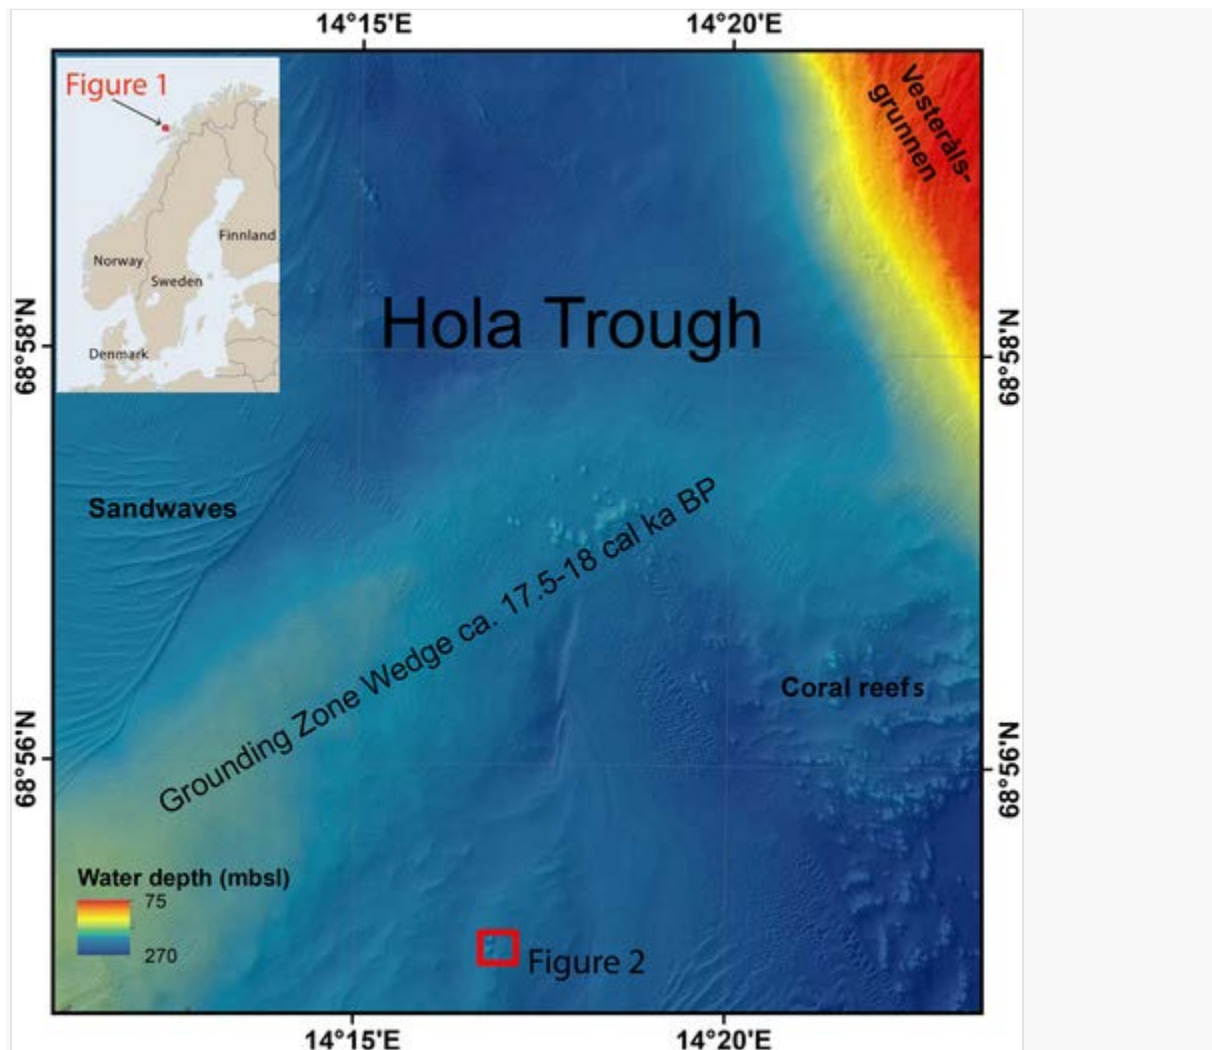 14°15'E
14°20'E
Figure 1
Vesteråls-
grunnen
Finnland
Norway
Sweden
Denmark
Hola Trough
68°58'N
68°58'N
Sandwaves
Grounding Zone Wedge ca. 17.5-18 cal ka BP
Coral reefs
68°56'N
68°56'N
Water depth (mbsl)
75
270
Figure 2
14°15'E
14°20'E